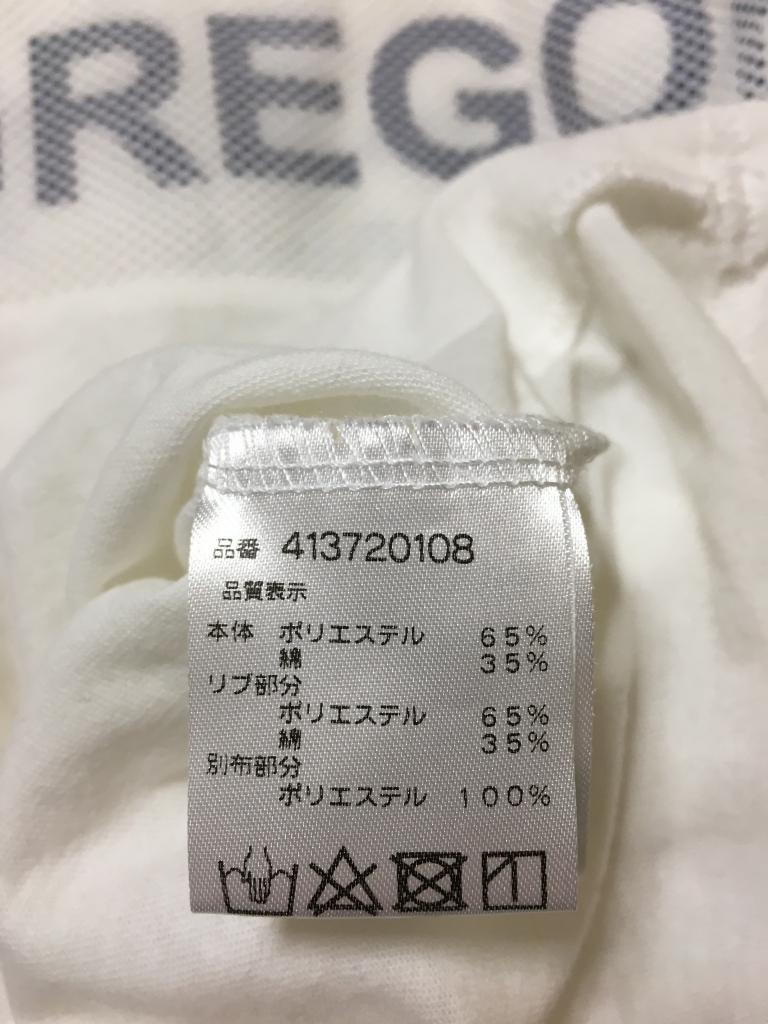 REGO
品番 413720108
品質表示
本体 ポリエステル 65%
綿 35%
リブ部分
ポリエステル 65%
綿 35%
別布部分
ポリエステル 100%